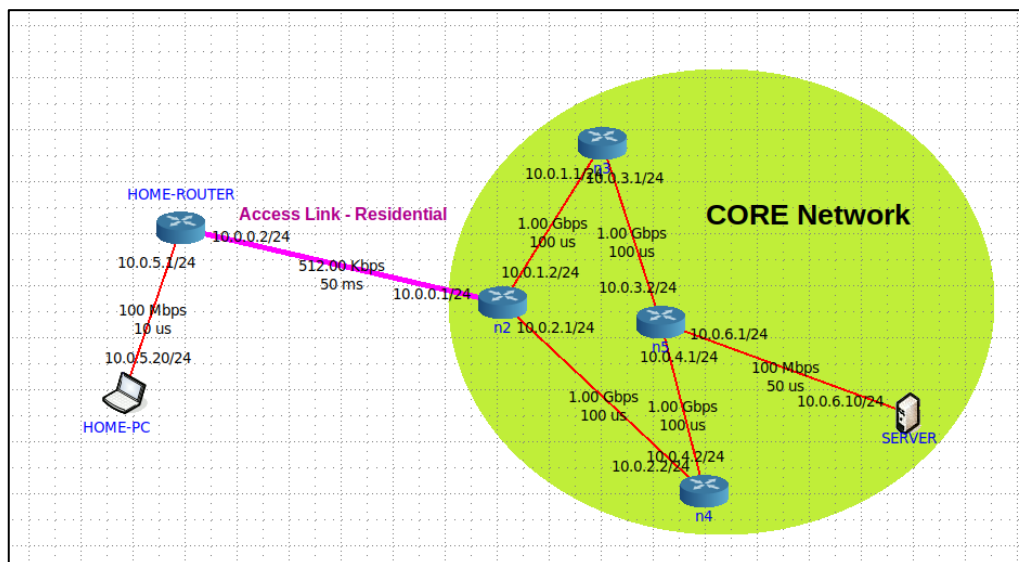 10.0.1.1/24
n3
10.0.3.1/24
HOME-ROUTER
Access Link - Residential
CORE Network
10.0.0.2/24
1.00 Gbps
100 us
1.00 Gbps
100 us
10.0.5.1/24
512.00 Kbps
50 ms
10.0.1.2/24
10.0.3.2/24
10.0.0.1/24
100 Mbps
10 us
n2
10.0.2.1/24
n5
10.0.6.1/24
10.0.4.1/24
10.0.5.20/24
100 Mbps
50 us
10.0.6.10/24
1.00 Gbps
100 us
1.00 Gbps
100 us
HOME-PC
SERVER
10.0.4.2/24
10.0.2.2/24
n4